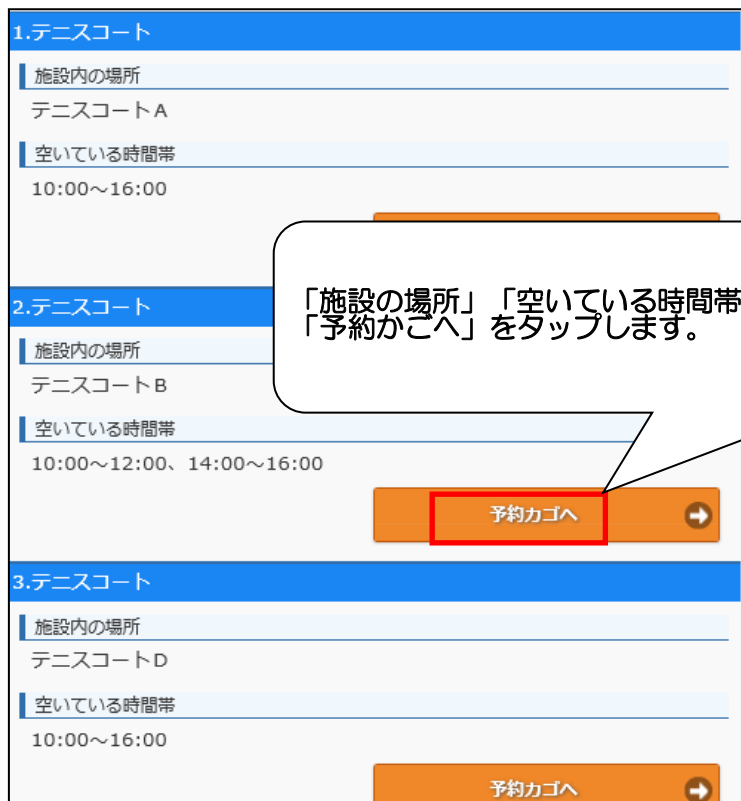 1.テニスコート
施設内の場所
テニスコートA
空いている時間帯
10:00～16:00
「施設の場所」「空いている時間帯
「予約かごへ」をタップします。
2.テニスコート
施設内の場所
テニスコートB
空いている時間帯
10:00～12:00、14:00～16:00
予約カゴへ
3.テニスコート
施設内の場所
テニスコートD
空いている時間帯
10:00～16:00
予約カゴへ